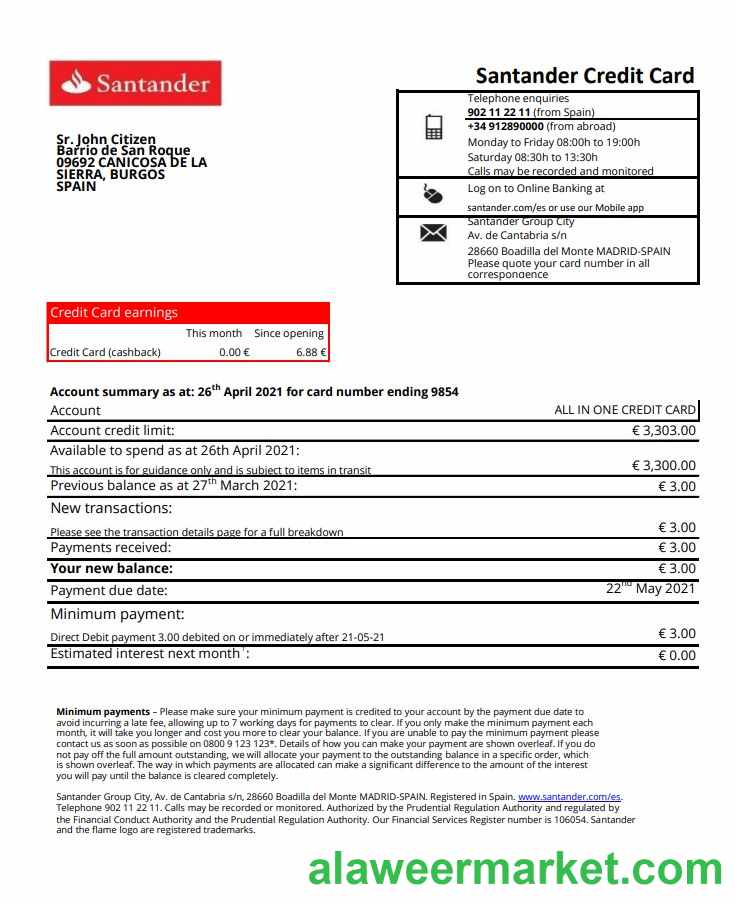 Santander
Santander Credit Card
Sr. John Citizen
Barrio de San Roque
09692 CANICOSA DE LA
SIERRA, BURGOS
SPAIN
Telephone enquiries
902 11 22 11 (from Spain)
+34 912890000 (from abroad)
Monday to Friday 08:00h to 19:00h
Saturday 08:30h to 13:30h
Calls may be recorded and monitored
Log on to Online Banking at
santander.com/es or use our Mobile app
Santander Group City
Av. de Cantabria s/n
28660 Boadilla del Monte MADRID-SPAIN
Please quote your card number in all
correspondence
Credit Card earnings
This month Since opening
Credit Card (cashback) 0.00 € 6.88 €
Account summary as at: 26th April 2021 for card number ending 9854
Account ALL IN ONE CREDIT CARD
Account credit limit: € 3,303.00
Available to spend as at 26th April 2021:
This account is for guidance only and is subject to items in transit € 3,300.00
Previous balance as at 27th March 2021: € 3.00
New transactions:
Please see the transaction details page for a full breakdown € 3.00
Payments received: € 3.00
Your new balance: € 3.00
Payment due date: 22nd May 2021
Minimum payment:
Direct Debit payment 3.00 debited on or immediately after 21-05-21 € 3.00
Estimated interest next month¹: € 0.00
Minimum payments – Please make sure your minimum payment is credited to your account by the payment due date to
avoid incurring a late fee, allowing up to 7 working days for payments to clear. If you only make the minimum payment each
month, it will take you longer and cost you more to clear your balance. If you are unable to pay the minimum payment please
contact us as soon as possible on 0800 9 123 123*. Details of how you can make your payment are shown overleaf. If you do
not pay off the full amount outstanding, we will allocate your payment to the outstanding balance in a specific order, which
is shown overleaf. The way in which payments are allocated can make a significant difference to the amount of the interest
you will pay until the balance is cleared completely.
Santander Group City, Av. de Cantabria s/n, 28660 Boadilla del Monte MADRID-SPAIN. Registered in Spain. www.santander.com/es.
Telephone 902 11 22 11. Calls may be recorded or monitored. Authorized by the Prudential Regulation Authority and regulated by
the Financial Conduct Authority and the Prudential Regulation Authority. Our Financial Services Register number is 106054. Santander
and the flame logo are registered trademarks.
alaweermarket.com